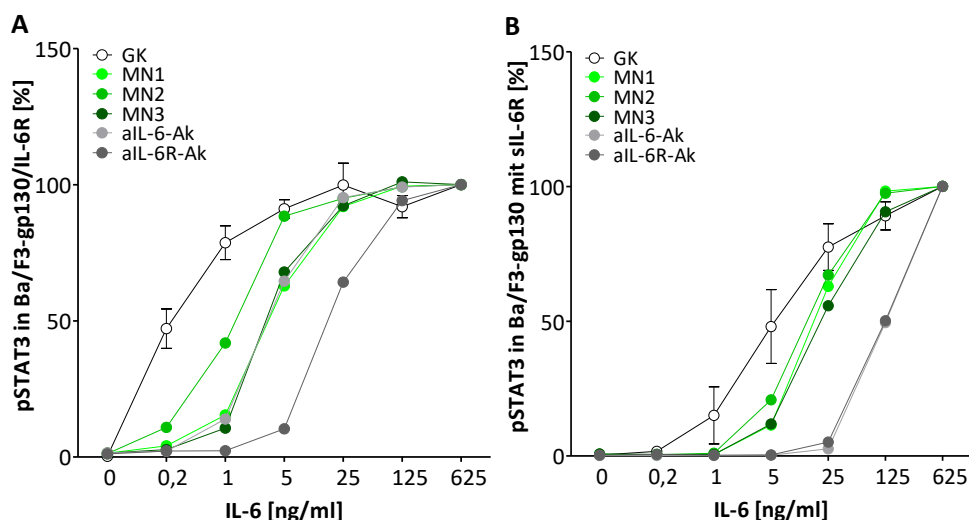 A
pSTAT3 in Ba/F3-gp130/IL-6R [%]
150
100
50
0
GK
MN1
MN2
MN3
aIL-6-Ak
aIL-6R-Ak
0 0,2 1 5 25 125 625
IL-6 [ng/ml]
B
pSTAT3 in Ba/F3-gp130 mit sIL-6R [%]
150
100
50
0
GK
MN1
MN2
MN3
aIL-6-Ak
aIL-6R-Ak
0 0,2 1 5 25 125 625
IL-6 [ng/ml]